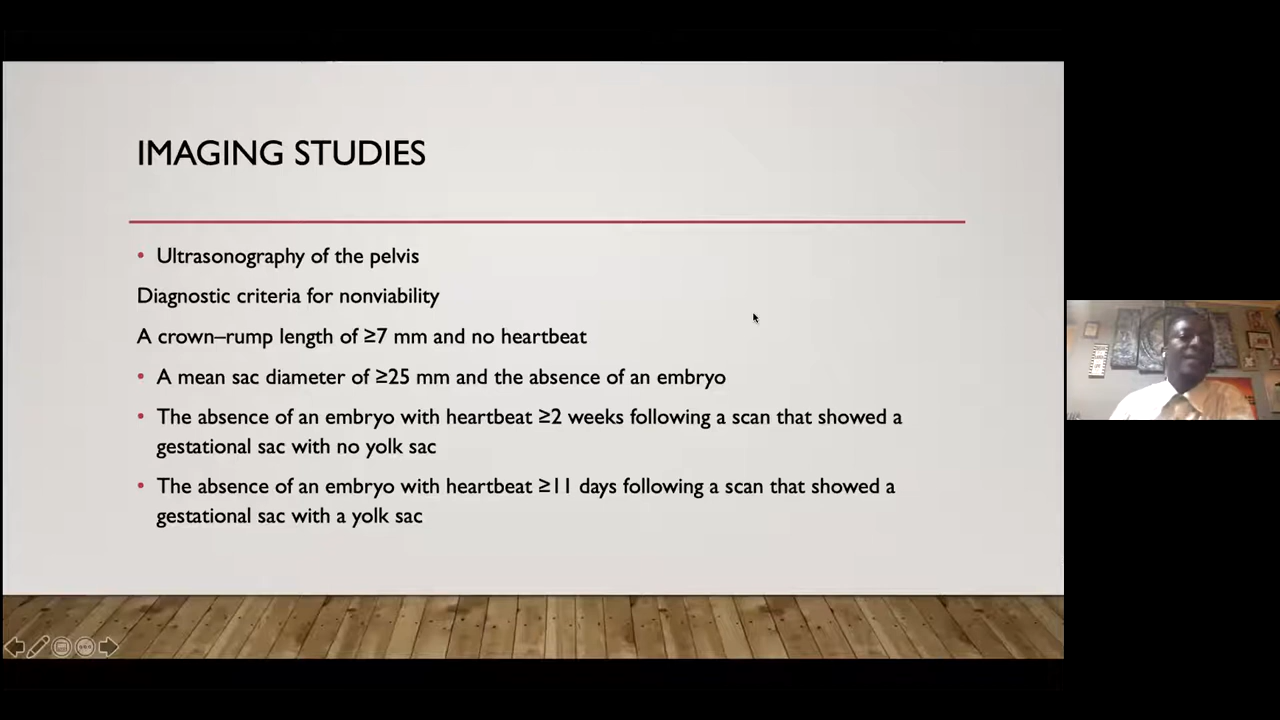 IMAGING STUDIES
• Ultrasonography of the pelvis
Diagnostic criteria for nonviability
A crown–rump length of ≥7 mm and no heartbeat
• A mean sac diameter of ≥25 mm and the absence of an embryo
• The absence of an embryo with heartbeat ≥2 weeks following a scan that showed a
gestational sac with no yolk sac
• The absence of an embryo with heartbeat ≥11 days following a scan that showed a
gestational sac with a yolk sac